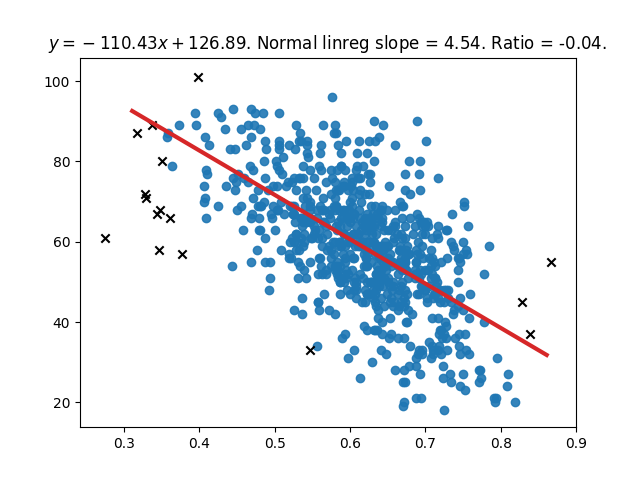 y = − 110.43x + 126.89. Normal linreg slope = 4.54. Ratio = -0.04.
100
80
60
40
20
0.3 0.4 0.5 0.6 0.7 0.8 0.9